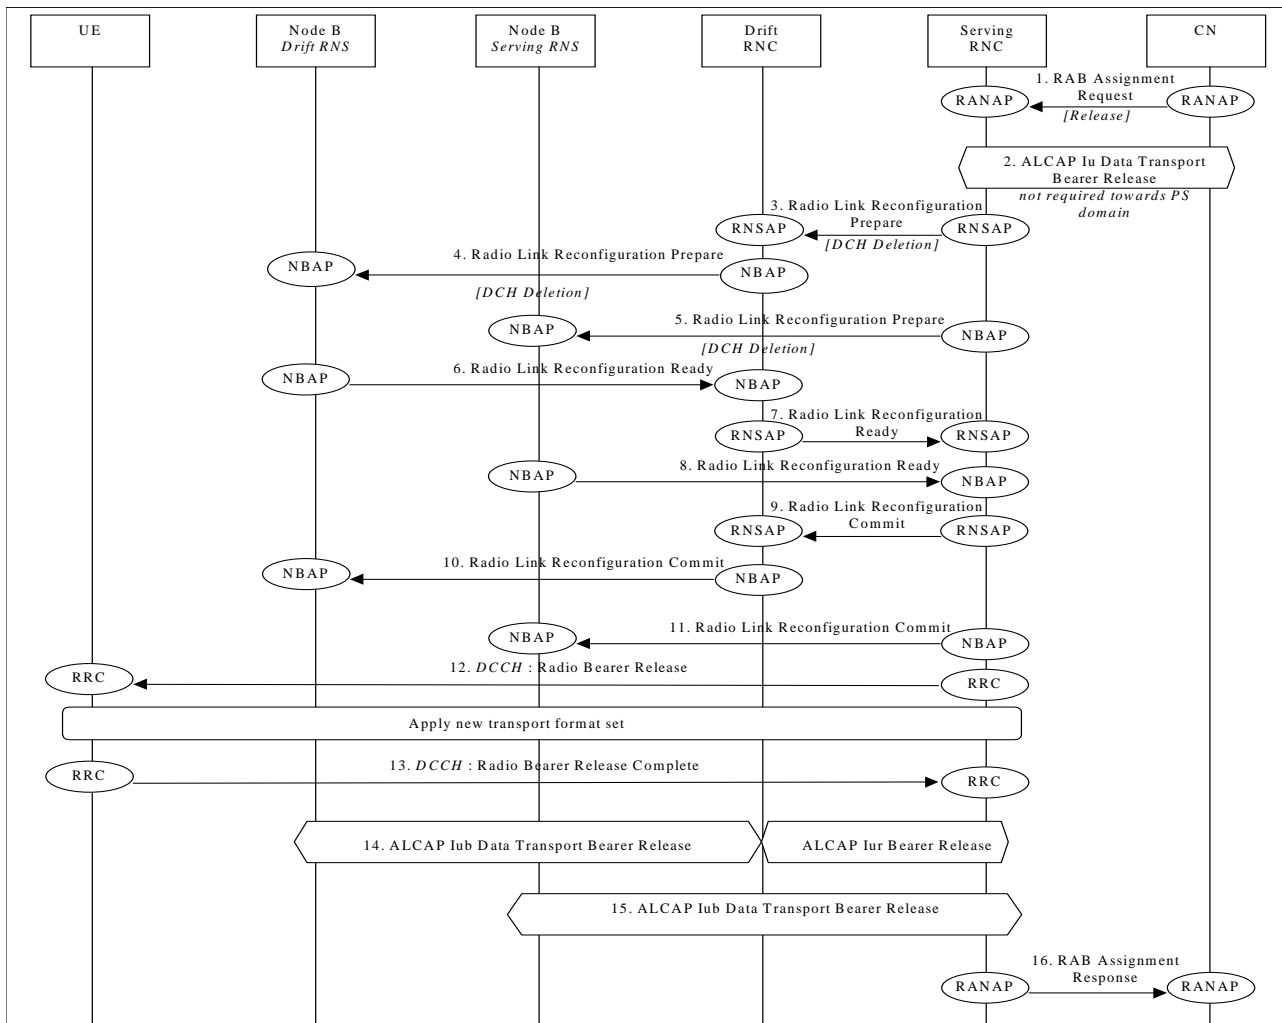 UE
Node B
Drift RNS
Node B
Serving RNS
Drift
RNC
Serving
RNC
CN
1. RAB Assignment
Request
[Release]
RANAP
RANAP
2. ALCAP Iu Data Transport
Bearer Release
not required towards PS
domain
3. Radio Link Reconfiguration
Prepare
[DCH Deletion]
RNSAP
RNSAP
4. Radio Link Reconfiguration Prepare
[DCH Deletion]
NBAP
NBAP
5. Radio Link Reconfiguration Prepare
[DCH Deletion]
NBAP
NBAP
6. Radio Link Reconfiguration Ready
NBAP
NBAP
7. Radio Link Reconfiguration
Ready
RNSAP
RNSAP
8. Radio Link Reconfiguration Ready
NBAP
NBAP
9. Radio Link Reconfiguration
Commit
RNSAP
RNSAP
10. Radio Link Reconfiguration Commit
NBAP
NBAP
11. Radio Link Reconfiguration Commit
NBAP
NBAP
12. DCCH : Radio Bearer Release
RRC
RRC
Apply new transport format set
13. DCCH : Radio Bearer Release Complete
RRC
RRC
14. ALCAP Iub Data Transport Bearer Release
ALCAP Iur Bearer Release
15. ALCAP Iub Data Transport Bearer Release
16. RAB Assignment
Response
RANAP
RANAP